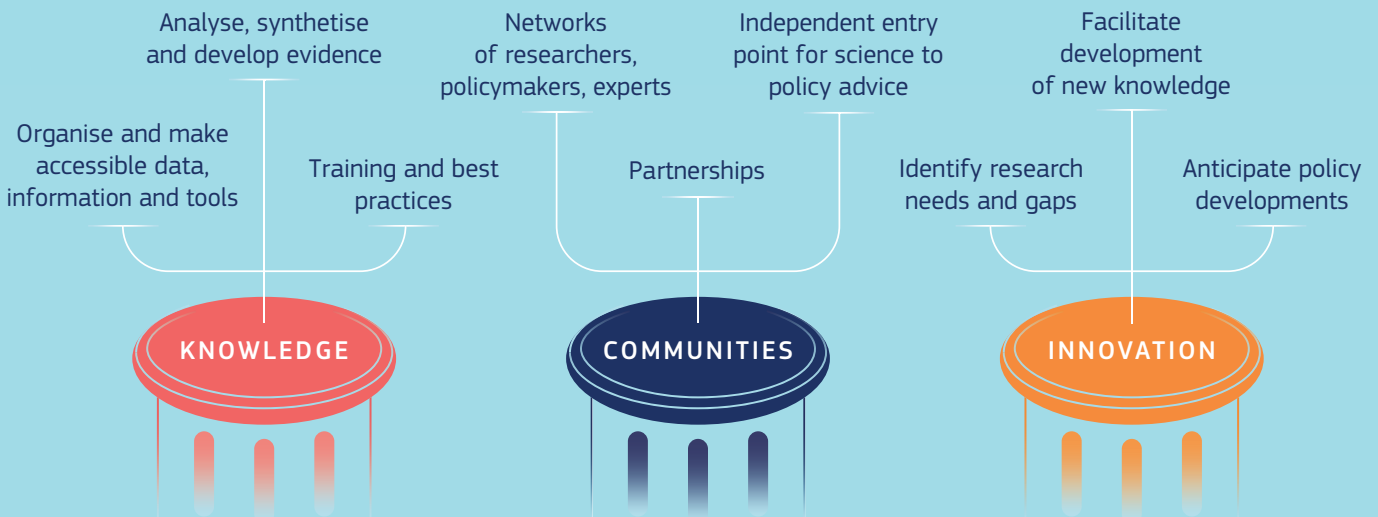 Analyse, synthetise
and develop evidence
Organise and make
accessible data,
information and tools
Training and best
practices
KNOWLEDGE
Networks
of researchers,
policymakers, experts
Partnerships
Independent entry
point for science to
policy advice
COMMUNITIES
Facilitate
development
of new knowledge
Identify research
needs and gaps
Anticipate policy
developments
INNOVATION